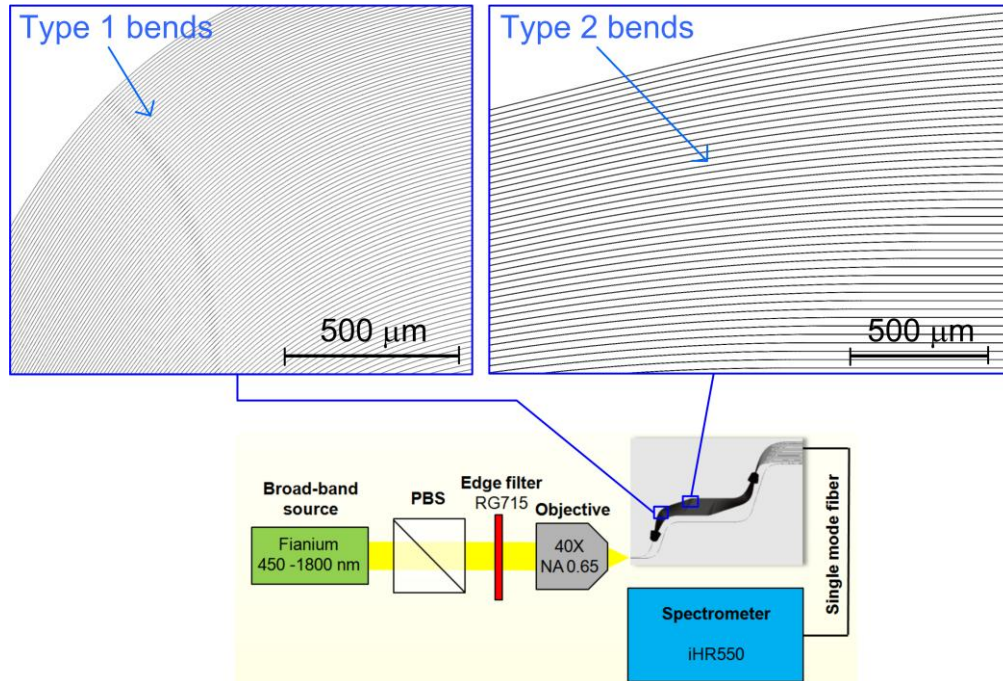 Type 1 bends
500 μm
Type 2 bends
500 μm
Broad-band
source
Fianium
450 -1800 nm
PBS
Edge filter
RG715
Objective
40X
NA 0.65
Single mode fiber
Spectrometer
iHR550